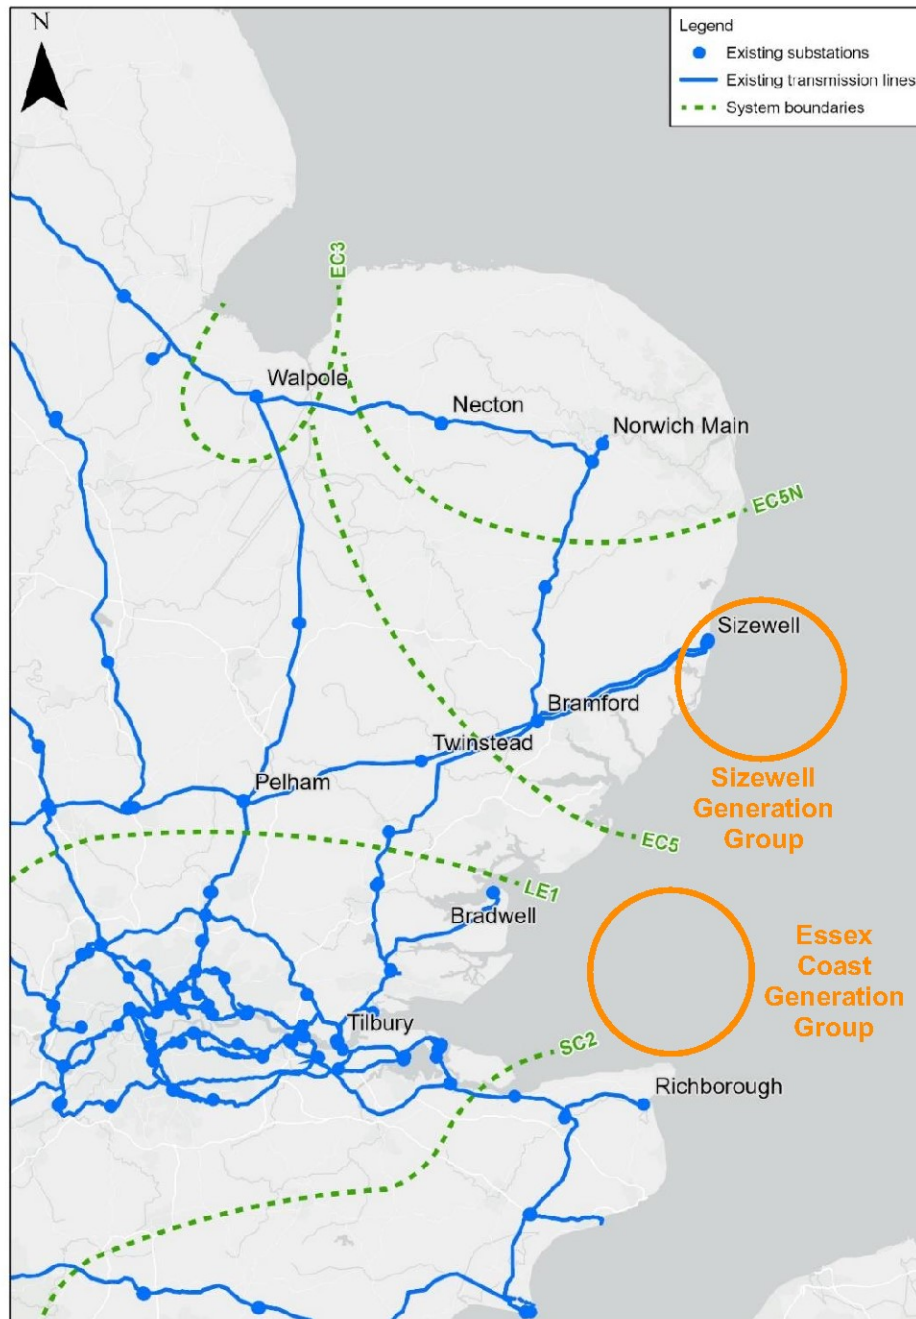 N
Legend
Existing substations
Existing transmission lines
System boundaries
EC3
Walpole
Necton
Norwich Main
EC5N
Sizewell
Bramford
Twinstead
Pelham
Sizewell
Generation
Group
EC5
LE1
Bradwell
Essex
Coast
Generation
Group
Tilbury
SC2
Richborough